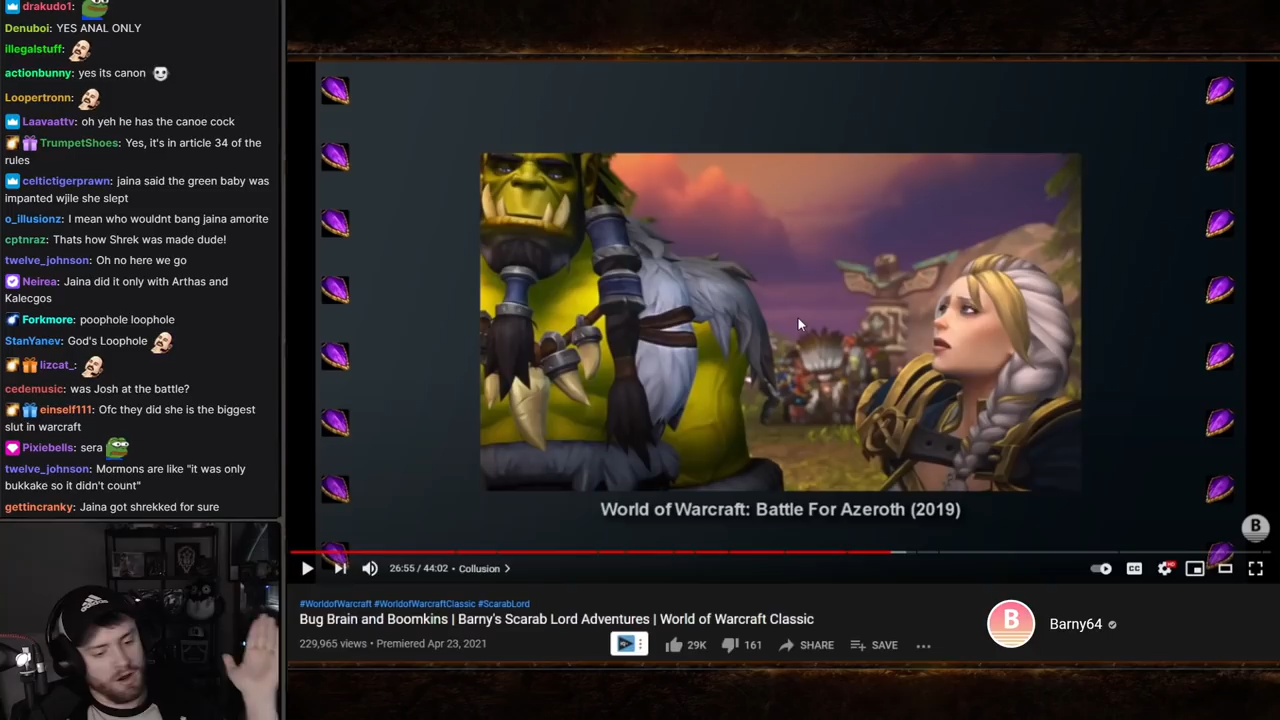 drakudo1:
Denuboi: YES ANAL ONLY
illegalstuff:
actionbunny: yes its canon
Loopertronn:
Laavaattv: oh yeh he has the canoe cock
TrumpetShoes: Yes, it's in article 34 of the
rules
celtictigerprawn: jaina said the green baby was
impanted wjile she slept
o_illusionz: I mean who wouldnt bang jaina amorite
cptnraz: Thats how Shrek was made dude!
twelve_johnson: Oh no here we go
Neirea: Jaina did it only with Arthas and
Kalecgos
Forkmore: poophole loophole
StanYanev: God's Loophole
lizcat_:
cedemusic: was Josh at the battle?
einself111: Ofc they did she is the biggest
slut in warcraft
Pixiebells: sera
twelve_johnson: Mormons are like "it was only
bukkake so it didn't count"
gettincranky: Jaina got shrekked for sure
World of Warcraft: Battle For Azeroth (2019)
B
26:55 / 44:02 • Collusion
CC
HD
#WorldofWarcraft #WorldofWarcraftClassic #ScarabLord
Bug Brain and Boomkins | Barny's Scarab Lord Adventures | World of Warcraft Classic
229,965 views • Premiered Apr 23, 2021
29K
161
SHARE
SAVE
B
Barny64
adidas